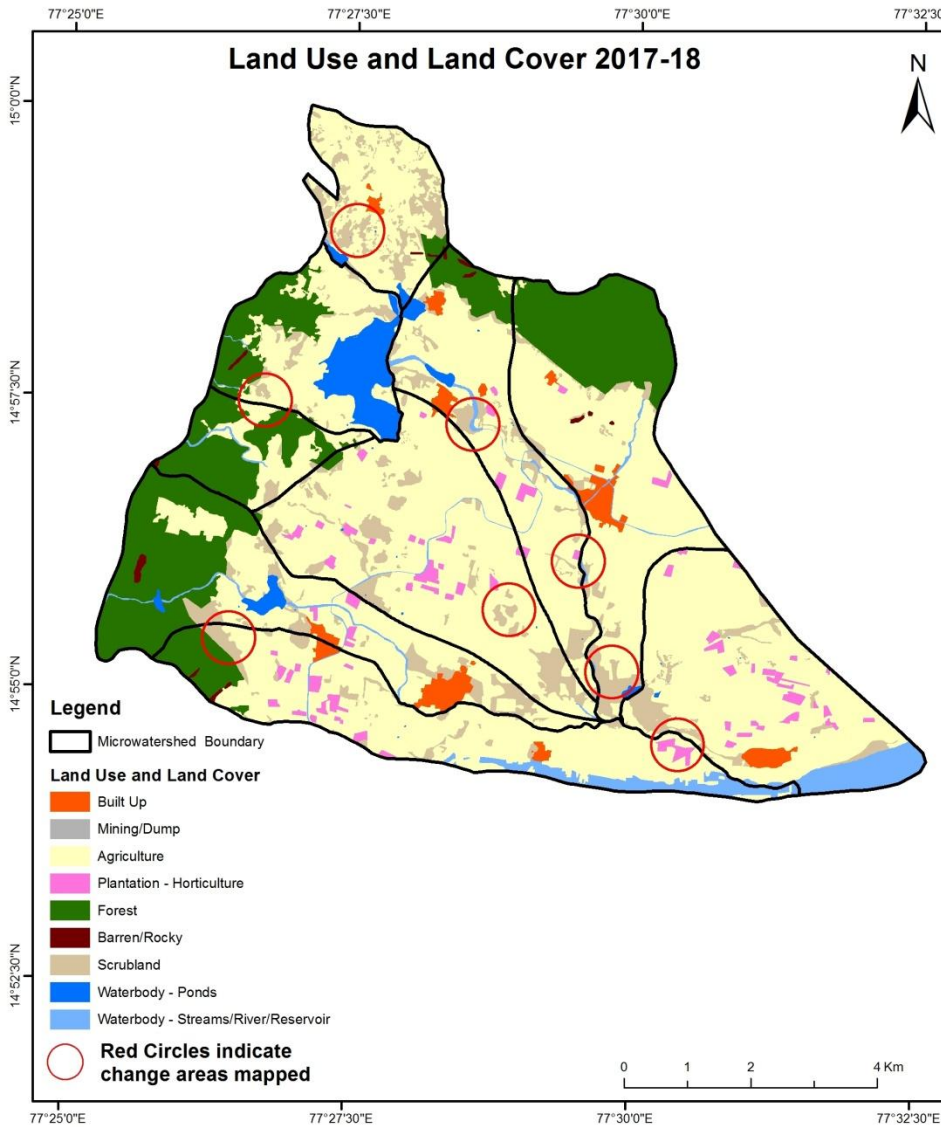 77°25'0"E 77°27'30"E 77°30'0"E 77°32'30"E
Land Use and Land Cover 2017-18
N
15°0'0"N
14°57'30"N
14°55'0"N
14°52'30"N
Legend
Microwatershed Boundary
Land Use and Land Cover
Built Up
Mining/Dump
Agriculture
Plantation - Horticulture
Forest
Barren/Rocky
Scrubland
Waterbody - Ponds
Waterbody - Streams/River/Reservoir
Red Circles indicate
change areas mapped
0 1 2 4 Km
77°25'0"E 77°27'30"E 77°30'0"E 77°32'30"E